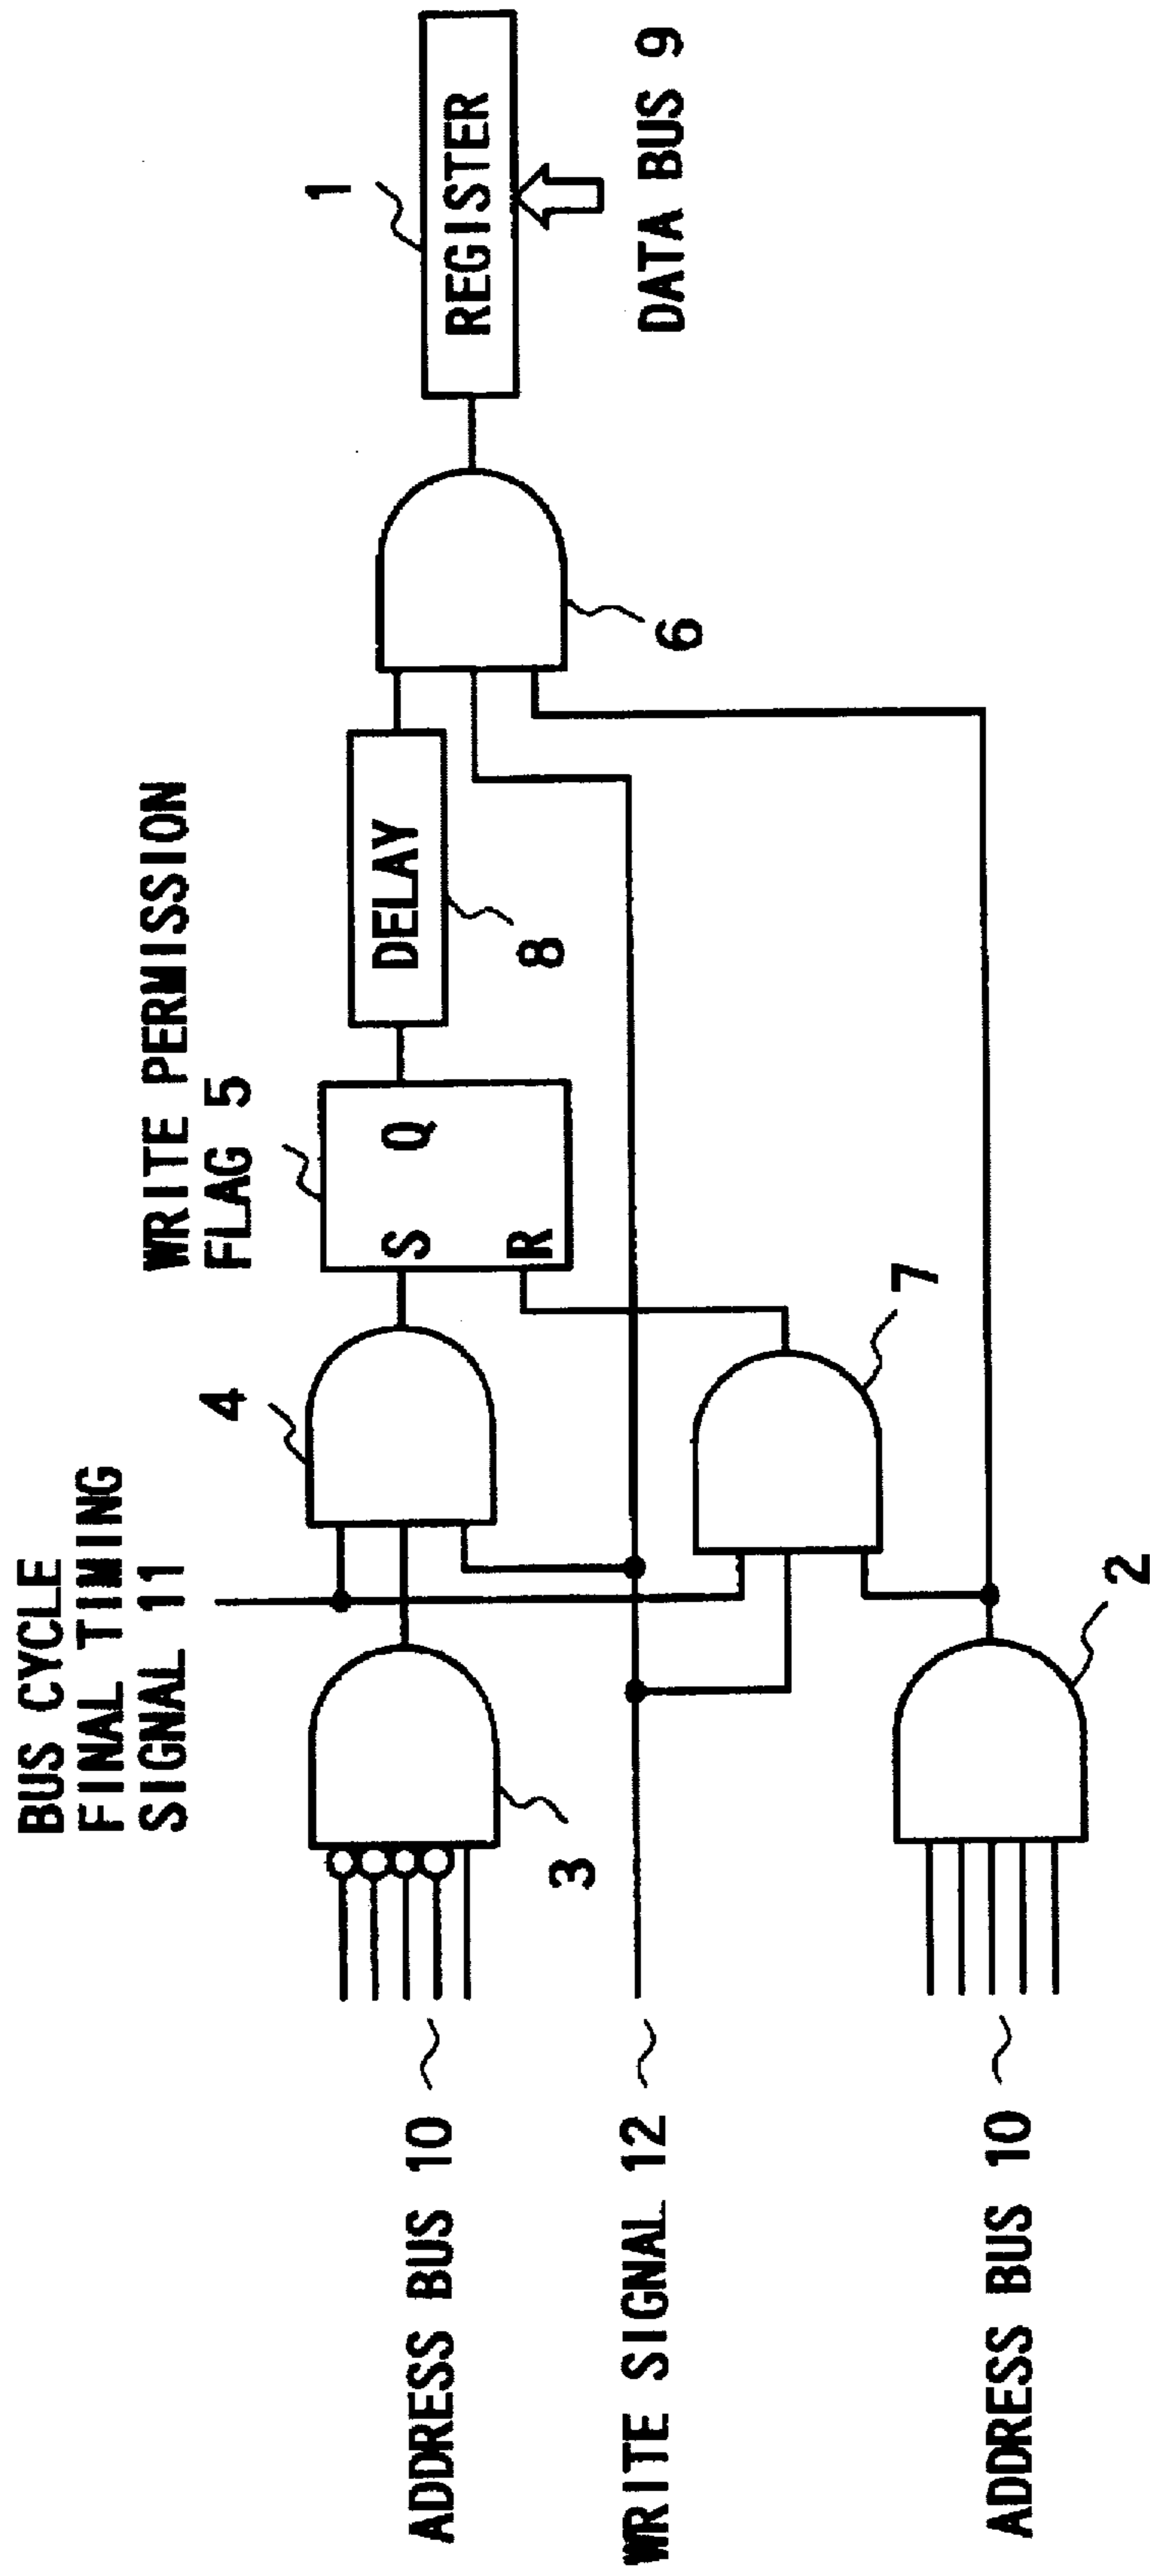 BUS CYCLE
FINAL TIMING
SIGNAL 11
WRITE PERMISSION
FLAG 5
4
1
S Q
R
DELAY
8
REGISTER
DATA BUS 9
6
3
7
2
ADDRESS BUS 10
WRITE SIGNAL 12
ADDRESS BUS 10